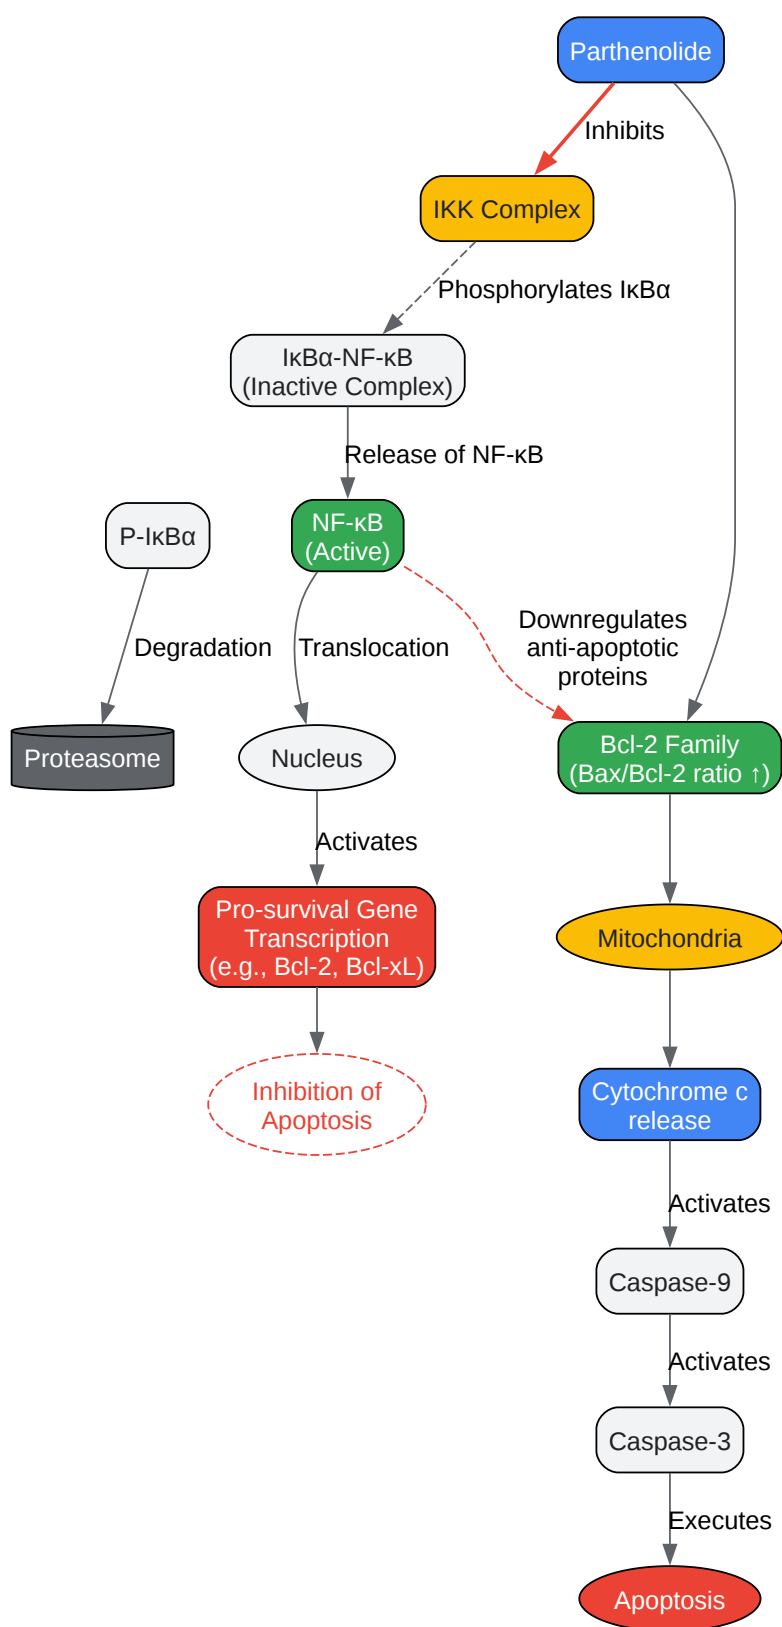 Parthenolide
Inhibits
IKK Complex
Phosphorylates IκBα
IκBα-NF-κB
(Inactive Complex)
Release of NF-κB
P-IκBα
NF-κB
(Active)
Degradation
Translocation
Downregulates
anti-apoptotic
proteins
Proteasome
Nucleus
Bcl-2 Family
(Bax/Bcl-2 ratio ↑)
Activates
Pro-survival Gene
Transcription
(e.g., Bcl-2, Bcl-xL)
Mitochondria
Inhibition of
Apoptosis
Cytochrome c
release
Activates
Caspase-9
Activates
Caspase-3
Executes
Apoptosis